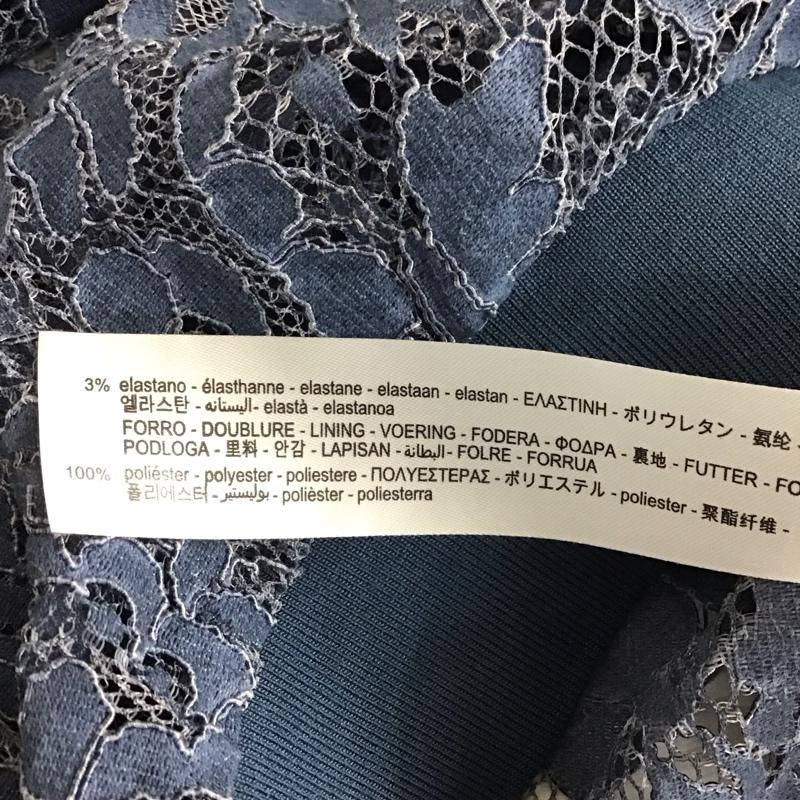 3% elastano - élasthanne - elastane - elastaan - elastan - ΕΛΑΣΤΙΝΗ - ポリウレタン - 氨纶 -
엘라스탄 - اليستانه - elastà - elastanoa
FORRO - DOUBLURE - LINING - VOERING - FODERA - ΦΟΔΡΑ - 裏地 - FUTTER - FO
PODLOGA - 里料 - 안감 - LAPISAN - البطانة - FOLRE - FORRUA
100% poliéster - polyester - poliestere - ΠΟΛΥΕΣΤΕΡΑΣ - ポリエステル - poliester - 聚酯纤维 -
폴리에스터 - بوليستير - polièster - poliesterra